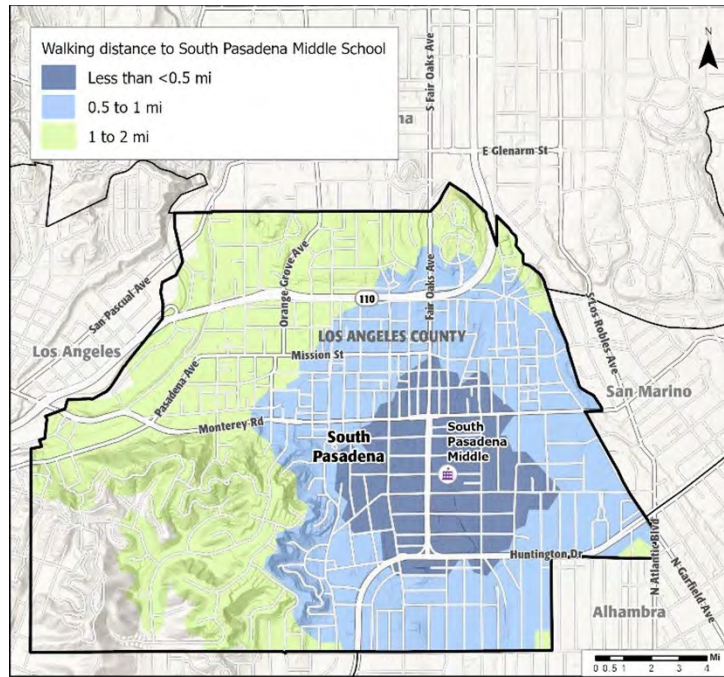 Walking distance to South Pasadena Middle School
Less than <0.5 mi
0.5 to 1 mi
1 to 2 mi
N
S Fair Oaks Ave
na
E Glenarm St
San Pascual Ave
Orange Grove Ave
110
Fair Oaks Ave
S Los Robles Ave
Los Angeles
LOS ANGELES COUNTY
Mission St
Pasadena Ave
San Marino
Monterey Rd
South
Pasadena
South
Pasadena
Middle
Huntington Dr
N Atlantic Blvd
N Garfield Ave
Alhambra
Mi
0 0.5 1 2 3 4